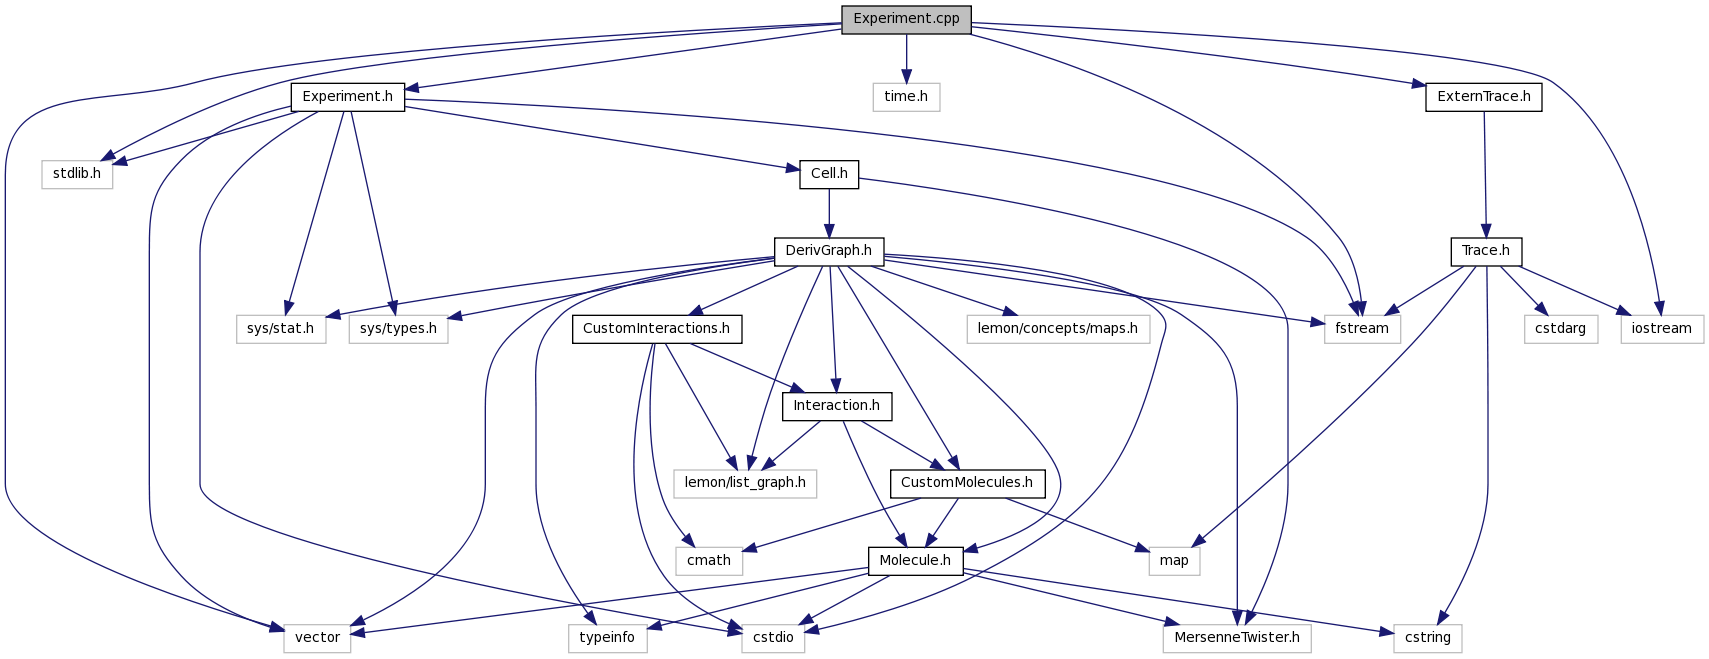 Experiment.cpp
Experiment.h
time.h
ExternTrace.h
stdlib.h
Cell.h
DerivGraph.h
Trace.h
sys/stat.h
sys/types.h
CustomInteractions.h
lemon/concepts/maps.h
fstream
cstdarg
iostream
Interaction.h
lemon/list_graph.h
CustomMolecules.h
cmath
Molecule.h
map
vector
typeinfo
cstdio
MersenneTwister.h
cstring